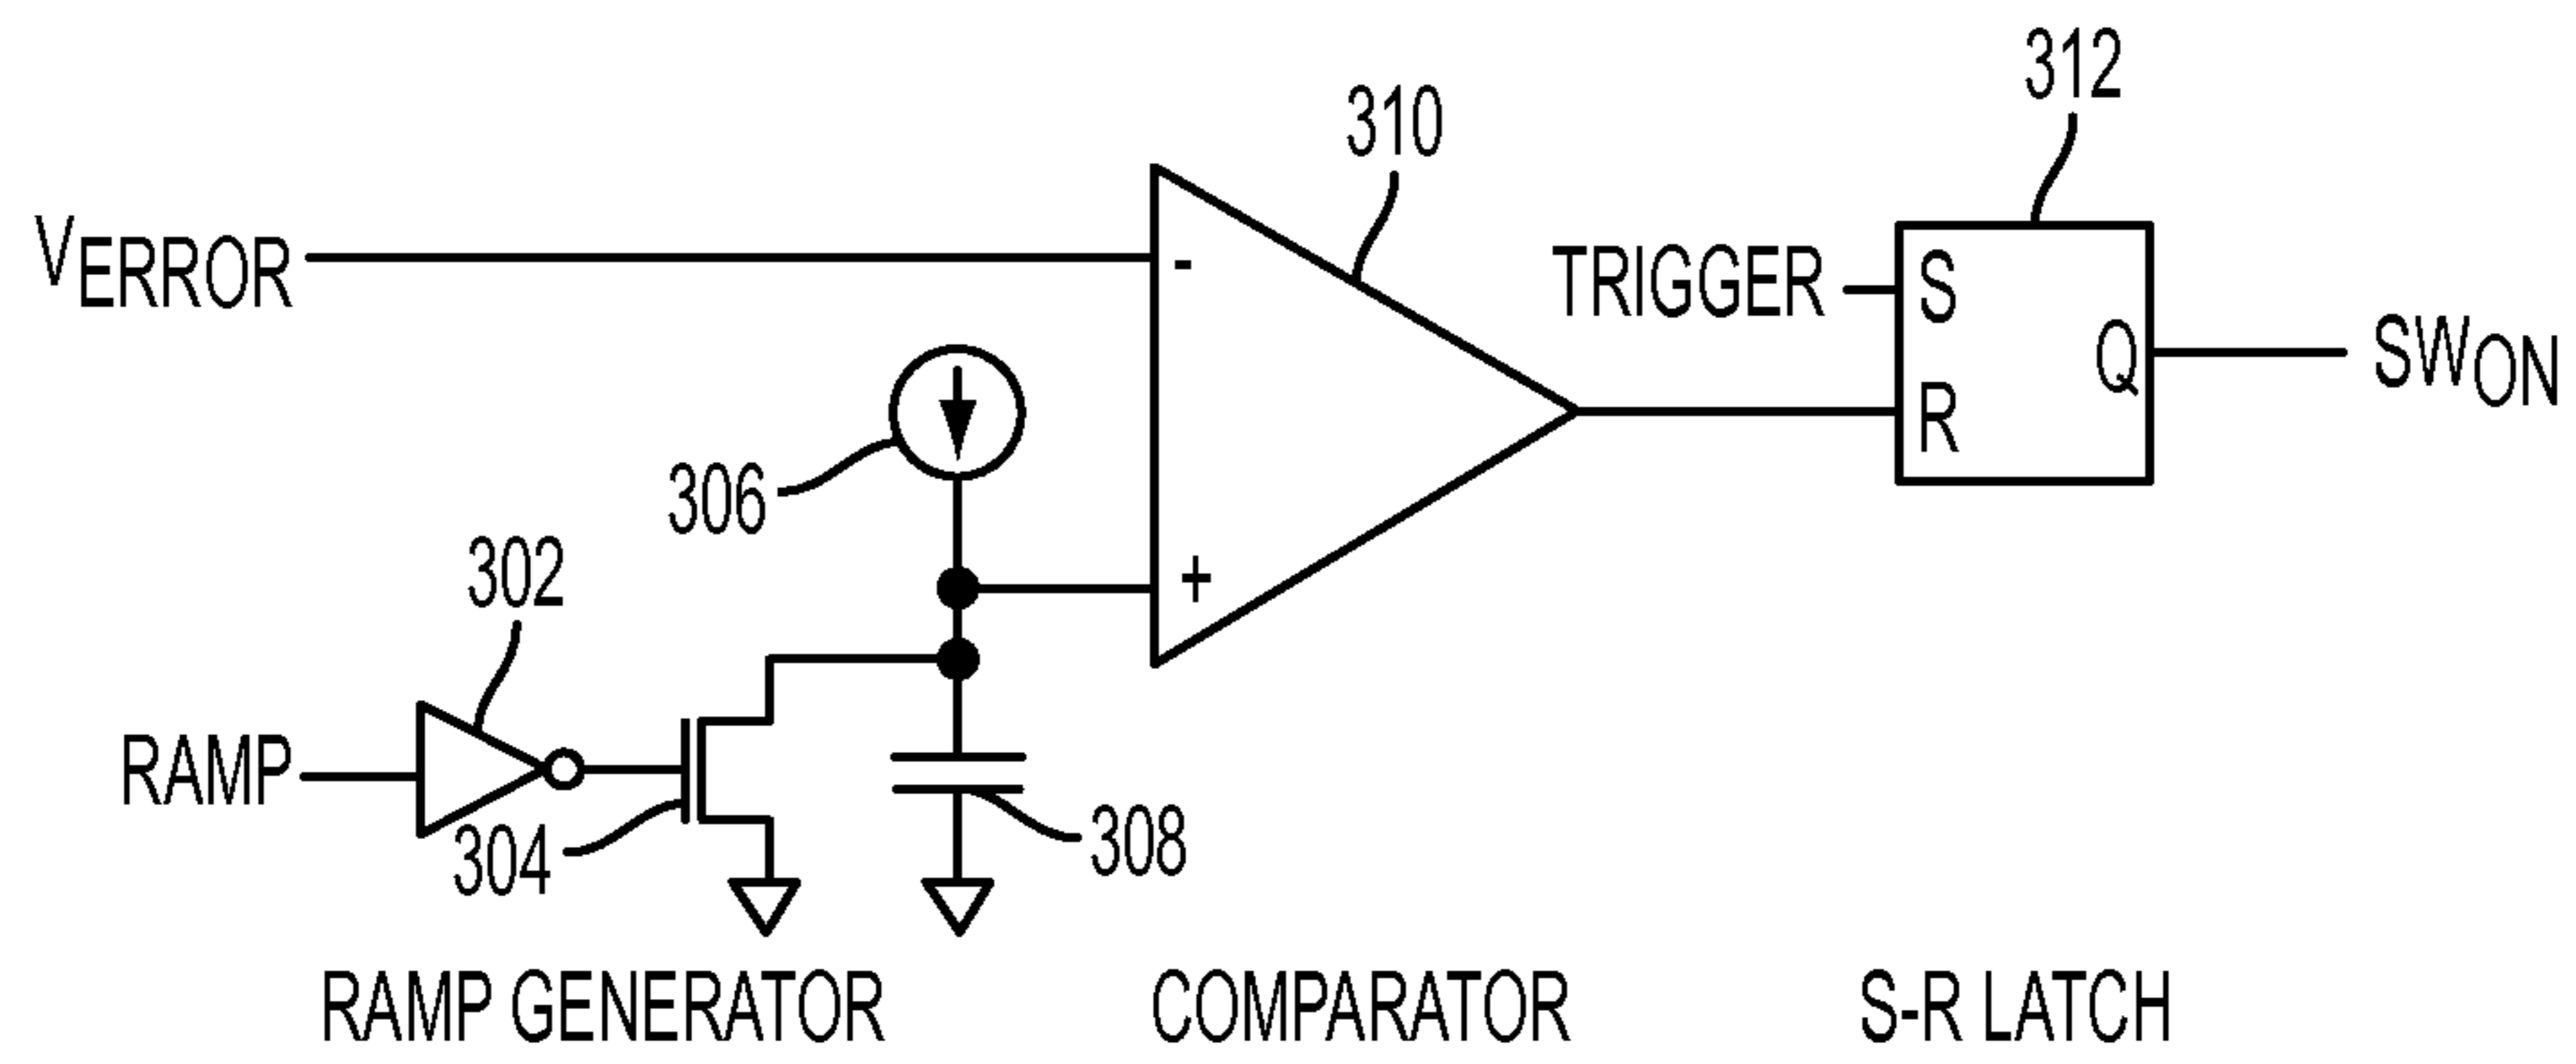 312
310
VERROR
-
TRIGGER
S
Q
SWON
R
306
302
+
RAMP
304
308
RAMP GENERATOR
COMPARATOR
S-R LATCH